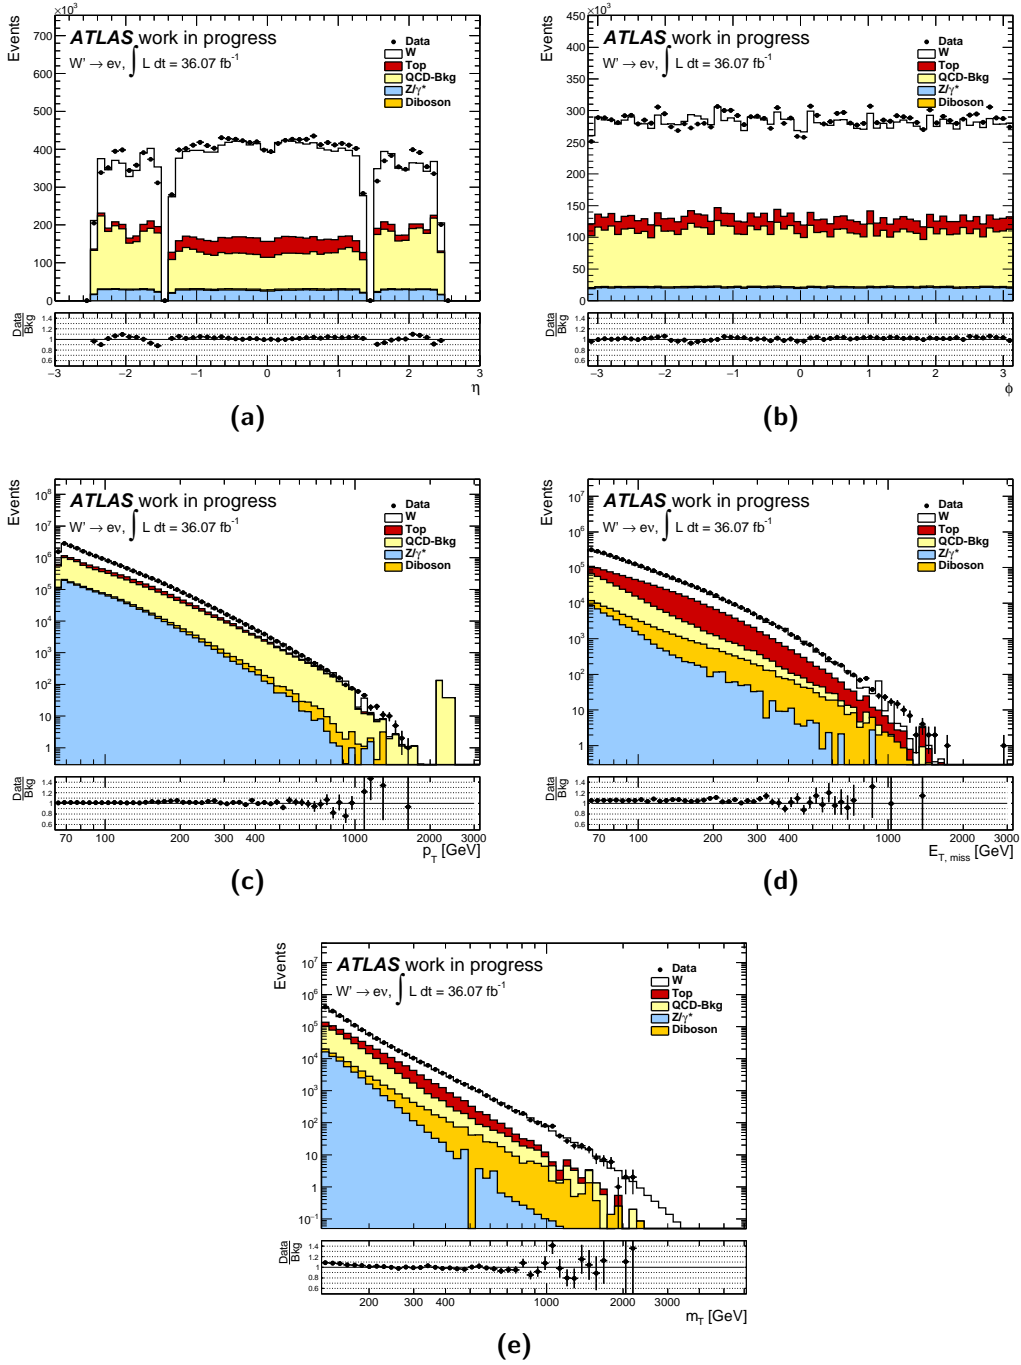 ×10³
Events
700
600
500
400
300
200
100
0
ATLAS work in progress
W' → eν, ∫ L dt = 36.07 fb⁻¹
Data
W
Top
QCD-Bkg
Z/γ*
Diboson
Data
Bkg
1.4
1.2
1
0.8
0.6
−3 −2 −1 0 1 2 3
η
(a)
×10³
Events
450
400
350
300
250
200
150
100
50
0
ATLAS work in progress
W' → eν, ∫ L dt = 36.07 fb⁻¹
Data
W
Top
QCD-Bkg
Z/γ*
Diboson
Data
Bkg
1.4
1.2
1
0.8
0.6
−3 −2 −1 0 1 2 3
ϕ
(b)
Events
10⁸
10⁷
10⁶
10⁵
10⁴
10³
10²
10
1
ATLAS work in progress
W' → eν, ∫ L dt = 36.07 fb⁻¹
Data
W
Top
QCD-Bkg
Z/γ*
Diboson
Data
Bkg
1.4
1.2
1
0.8
0.6
70 100 200 300 400 1000 2000 3000
p_T [GeV]
(c)
Events
10⁷
10⁶
10⁵
10⁴
10³
10²
10
1
ATLAS work in progress
W' → eν, ∫ L dt = 36.07 fb⁻¹
Data
W
Top
QCD-Bkg
Z/γ*
Diboson
Data
Bkg
1.4
1.2
1
0.8
0.6
70 100 200 300 400 1000 2000 3000
E_T, miss [GeV]
(d)
Events
10⁷
10⁶
10⁵
10⁴
10³
10²
10
1
10⁻¹
ATLAS work in progress
W' → eν, ∫ L dt = 36.07 fb⁻¹
Data
W
Top
QCD-Bkg
Z/γ*
Diboson
Data
Bkg
1.4
1.2
1
0.8
0.6
200 300 400 1000 2000 3000
m_T [GeV]
(e)